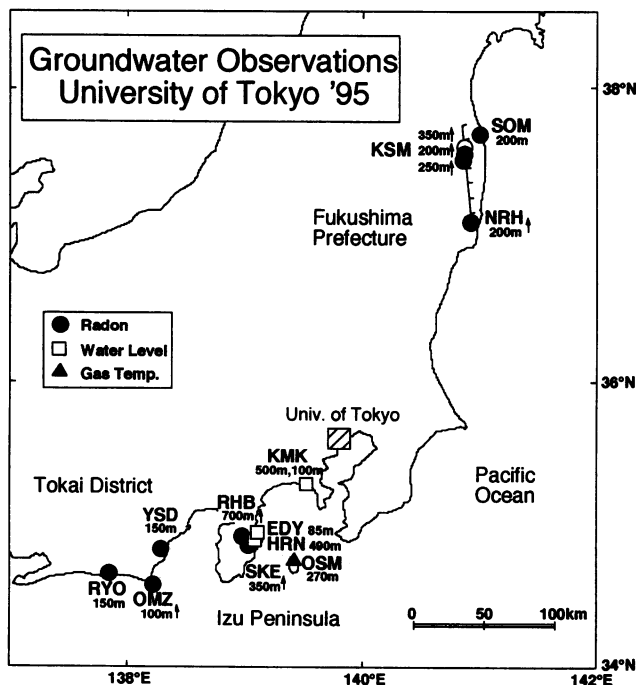 Groundwater Observations
University of Tokyo '95
38°N
SOM
200m
350m↑
KSM 200m↑
250m↑
NRH↑
200m
Fukushima
Prefecture
Radon
Water Level
Gas Temp.
36°N
Univ. of Tokyo
KMK
500m,100m
Pacific
Ocean
Tokai District
RHB↑
700m
YSD
150m
EDY 85m
HRN 490m
OSM
270m
SKE↑
350m
RYO
150m
OMZ↑
100m
Izu Peninsula
0 50 100km
34°N
138°E 140°E 142°E